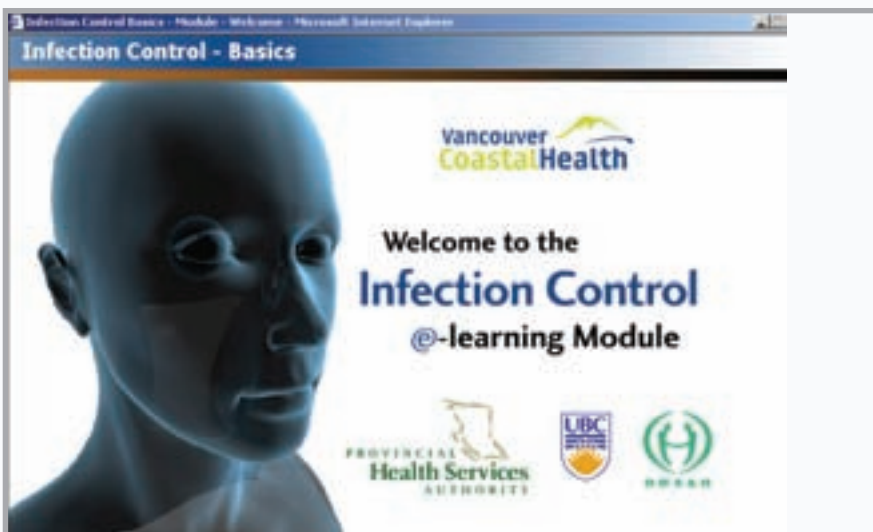 Infection Control Basics - Module - Welcome - Microsoft Internet Explorer
Infection Control - Basics
Vancouver
CoastalHealth
Welcome to the
Infection Control
@-learning Module
PROVINCIAL
Health Services
AUTHORITY
UBC